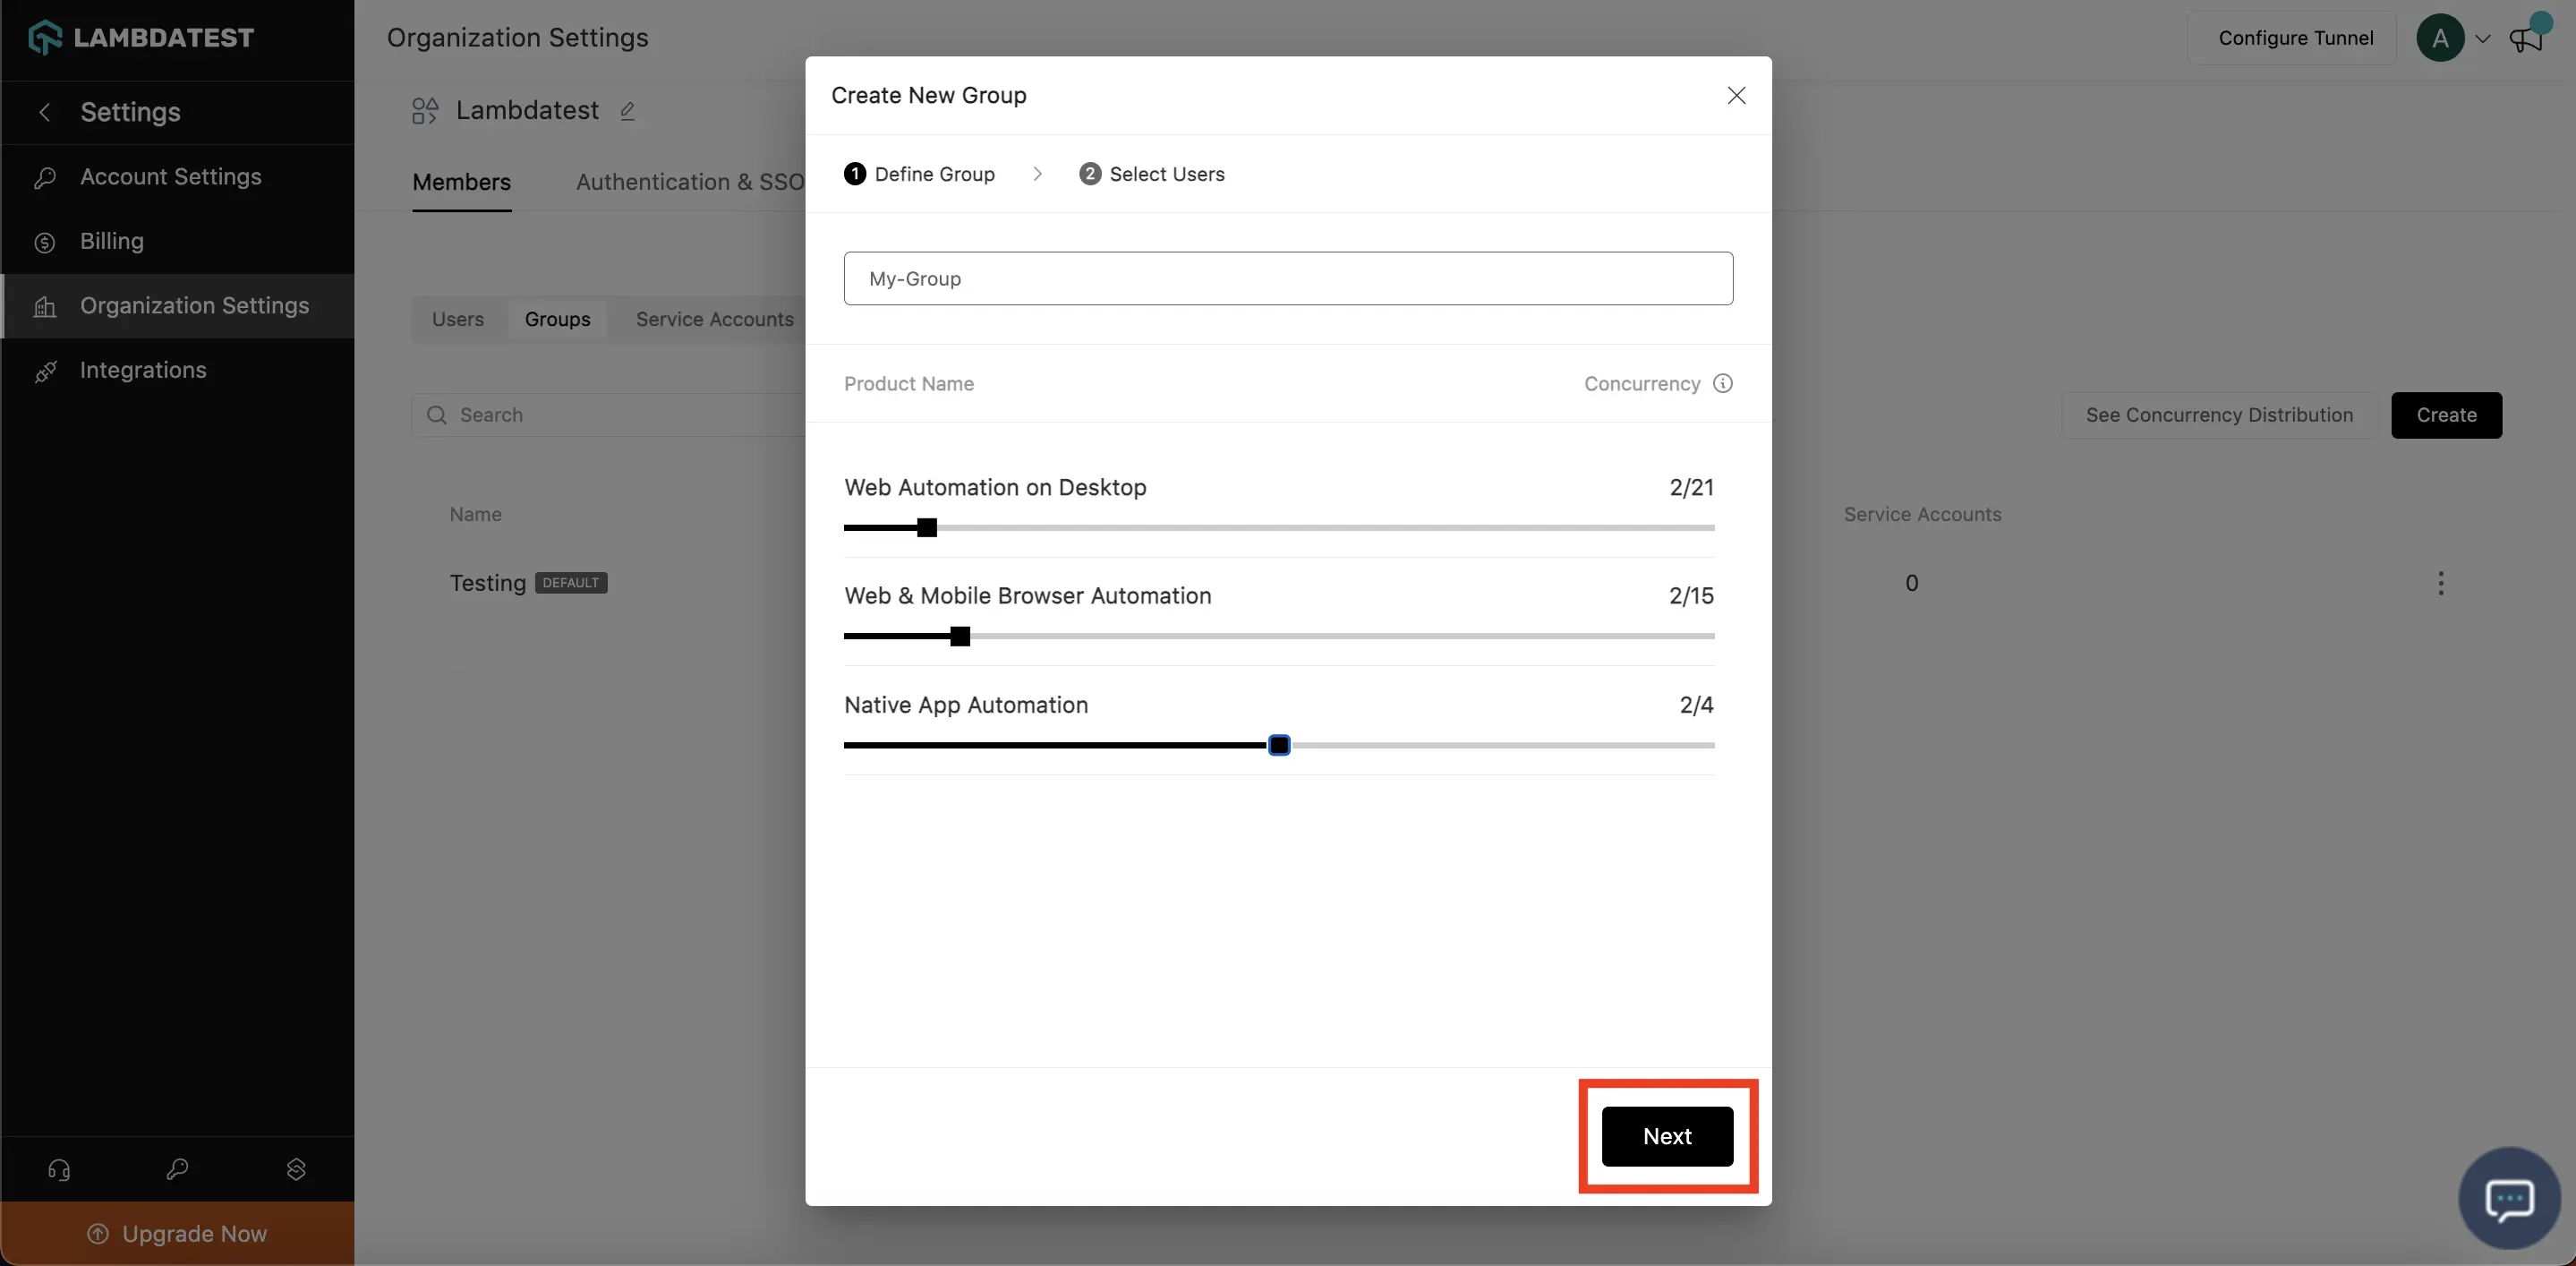 LAMBDATEST
Organization Settings
Configure Tunnel
A
Settings
Lambdatest
Account Settings
Members
Authentication & SSO
Billing
Organization Settings
Users
Groups
Service Accounts
Integrations
Search
See Concurrency Distribution
Create
Name
Service Accounts
Testing DEFAULT
0
Upgrade Now
Create New Group
1 Define Group
2 Select Users
My-Group
Product Name
Concurrency
Web Automation on Desktop
2/21
Web & Mobile Browser Automation
2/15
Native App Automation
2/4
Next